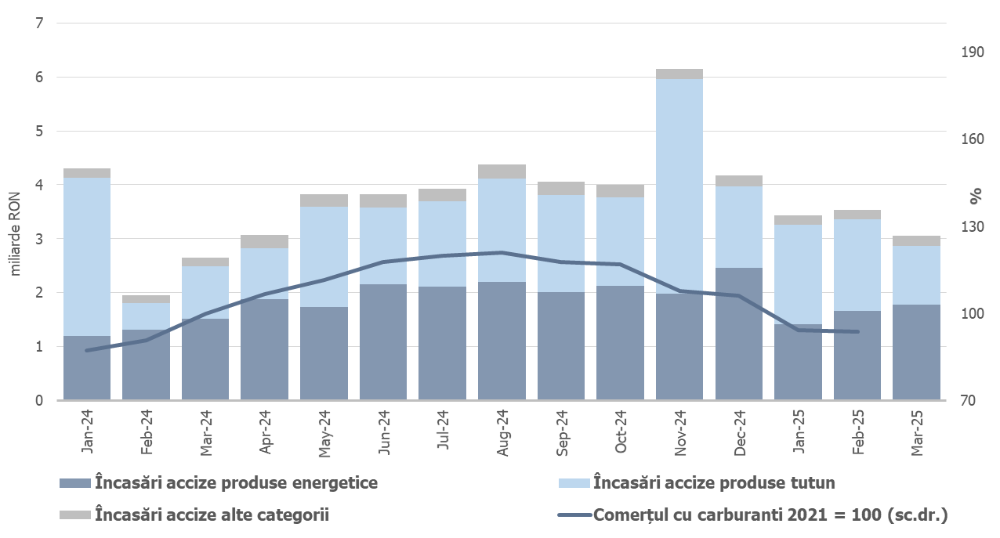 7
6
5
4
3
2
1
0
miliarde RON
190
160
130
100
70
%
Jan-24
Feb-24
Mar-24
Apr-24
May-24
Jun-24
Jul-24
Aug-24
Sep-24
Oct-24
Nov-24
Dec-24
Jan-25
Feb-25
Mar-25
Încasări accize produse energetice
Încasări accize produse tutun
Încasări accize alte categorii
Comerțul cu carburanti 2021 = 100 (sc.dr.)